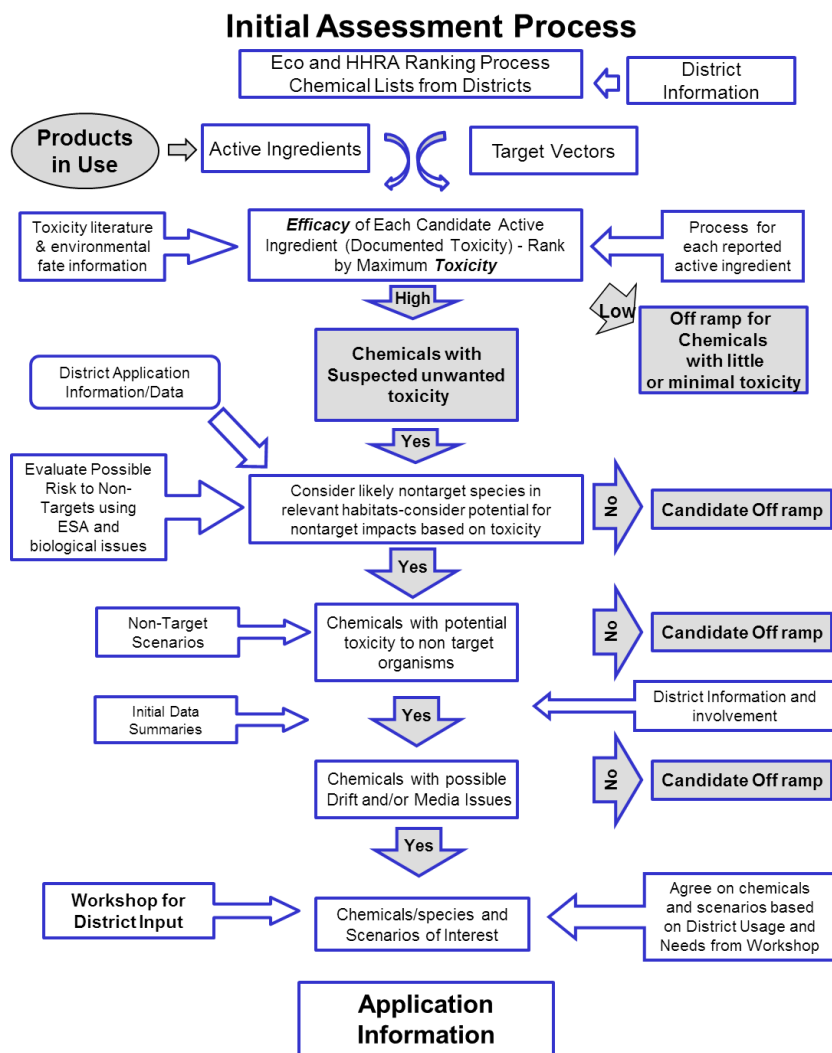 Initial Assessment Process
Eco and HHRA Ranking Process
Chemical Lists from Districts
District
Information
Products
in Use
Active Ingredients
Target Vectors
Toxicity literature
& environmental
fate information
Efficacy of Each Candidate Active
Ingredient (Documented Toxicity) - Rank
by Maximum Toxicity
Process for
each reported
active ingredient
High
Low
Off ramp for
Chemicals
with little
or minimal toxicity
Chemicals with
Suspected unwanted
toxicity
District Application
Information/Data
Yes
Evaluate Possible
Risk to Non-
Targets using
ESA and
biological issues
Consider likely nontarget species in
relevant habitats-consider potential for
nontarget impacts based on toxicity
No
Candidate Off ramp
Yes
Non-Target
Scenarios
Chemicals with potential
toxicity to non target
organisms
No
Candidate Off ramp
Initial Data
Summaries
Yes
District Information and
involvement
Chemicals with possible
Drift and/or Media Issues
No
Candidate Off ramp
Yes
Workshop for
District Input
Chemicals/species and
Scenarios of Interest
Agree on chemicals
and scenarios based
on District Usage and
Needs from Workshop
Application
Information